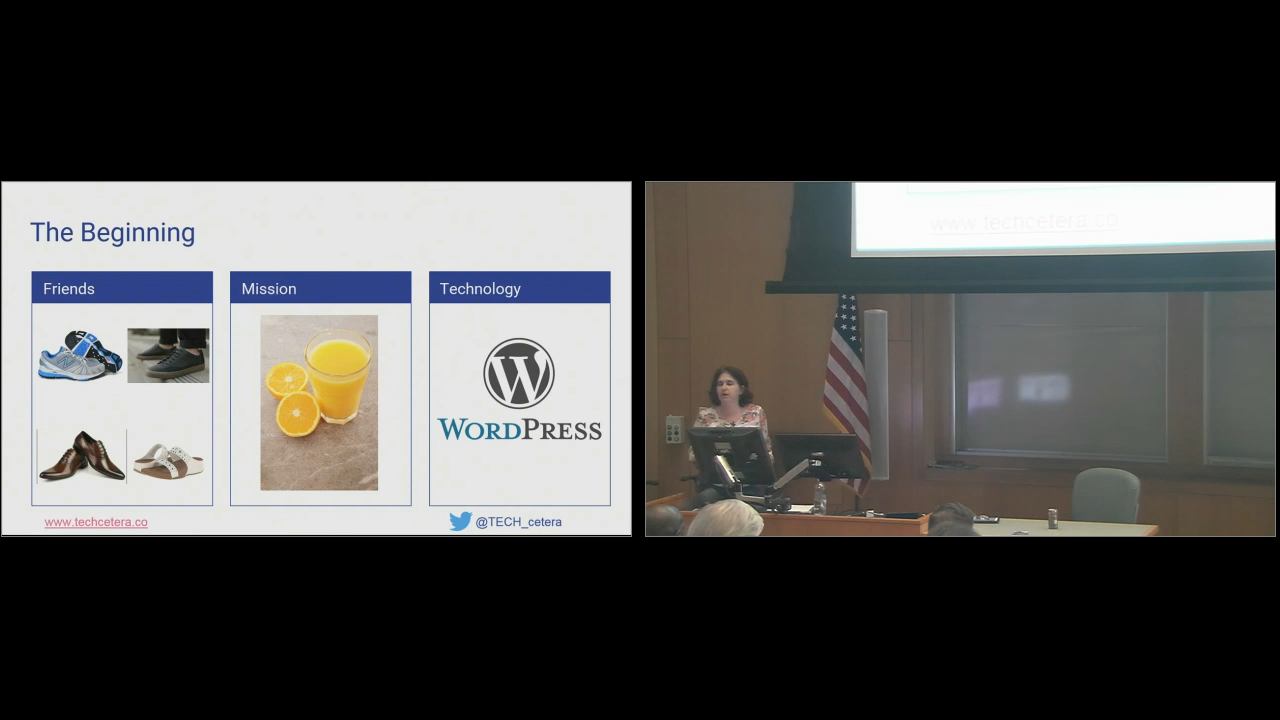 The Beginning
Friends
Mission
Technology
W
WORDPRESS
www.techcetera.co
@TECH_cetera
www.techcetera.co